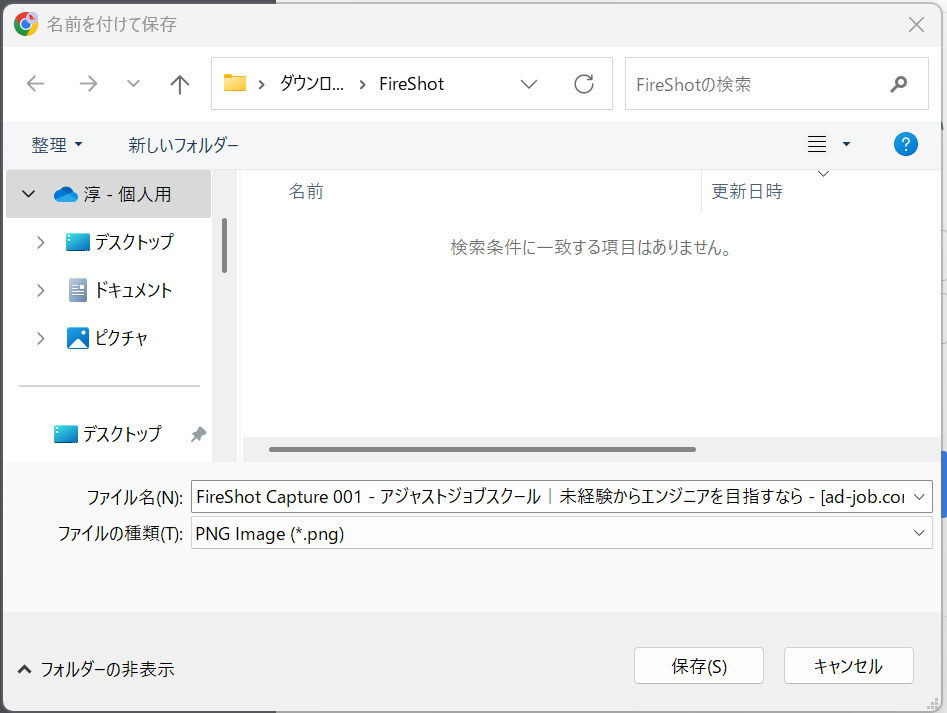 名前を付けて保存
ダウンロ... FireShot
FireShotの検索
整理 新しいフォルダー
?
淳 - 個人用
名前 更新日時
デスクトップ
検索条件に一致する項目はありません。
ドキュメント
ピクチャ
デスクトップ
ファイル名(N): FireShot Capture 001 - アジャストジョブスクール｜未経験からエンジニアを目指すなら - [ad-job.cor
ファイルの種類(T): PNG Image (*.png)
フォルダーの非表示
保存(S) キャンセル